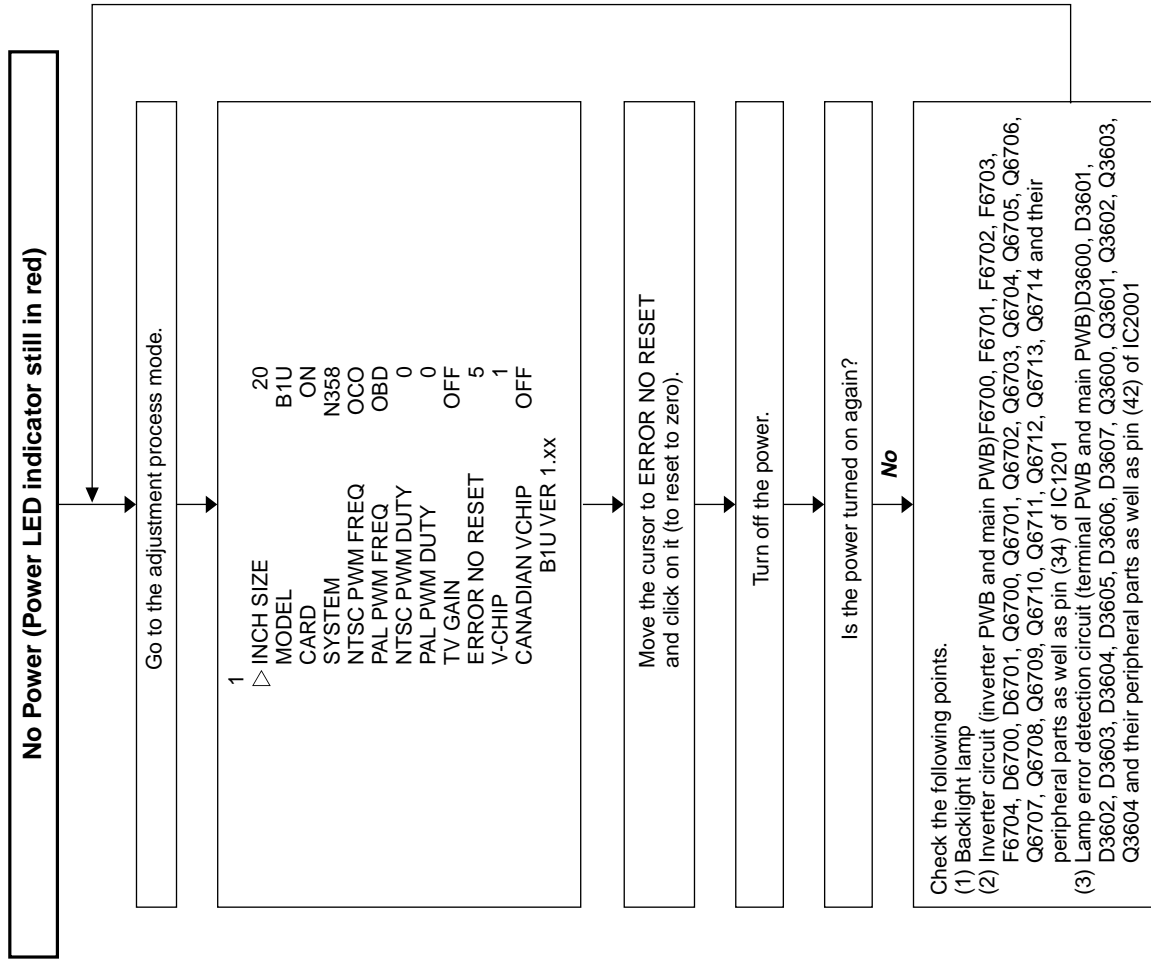 No Power (Power LED indicator still in red)
Go to the adjustment process mode.
1
▷ INCH SIZE 20
MODEL B1U
CARD ON
SYSTEM N358
NTSC PWM FREQ OCO
PAL PWM FREQ OBD
NTSC PWM DUTY 0
PAL PWM DUTY 0
TV GAIN OFF
ERROR NO RESET 5
V-CHIP 1
CANADIAN VCHIP OFF
B1U VER 1.xx
Move the cursor to ERROR NO RESET
and click on it (to reset to zero).
Turn off the power.
Is the power turned on again?
No
Check the following points.
(1) Backlight lamp
(2) Inverter circuit (inverter PWB and main PWB)F6700, F6701, F6702, F6703,
F6704, D6700, D6701, Q6700, Q6701, Q6702, Q6703, Q6704, Q6705, Q6706,
Q6707, Q6708, Q6709, Q6710, Q6711, Q6712, Q6713, Q6714 and their
peripheral parts as well as pin (34) of IC1201
(3) Lamp error detection circuit (terminal PWB and main PWB)D3600, D3601,
D3602, D3603, D3604, D3605, D3606, D3607, Q3600, Q3601, Q3602, Q3603,
Q3604 and their peripheral parts as well as pin (42) of IC2001